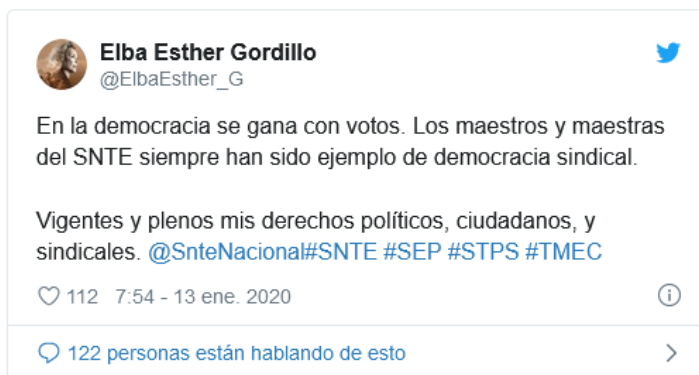 Elba Esther Gordillo
@ElbaEsther_G
En la democracia se gana con votos. Los maestros y maestras
del SNTE siempre han sido ejemplo de democracia sindical.
Vigentes y plenos mis derechos políticos, ciudadanos, y
sindicales. @SnteNacional#SNTE #SEP #STPS #TMEC
112 7:54 - 13 ene. 2020
122 personas están hablando de esto